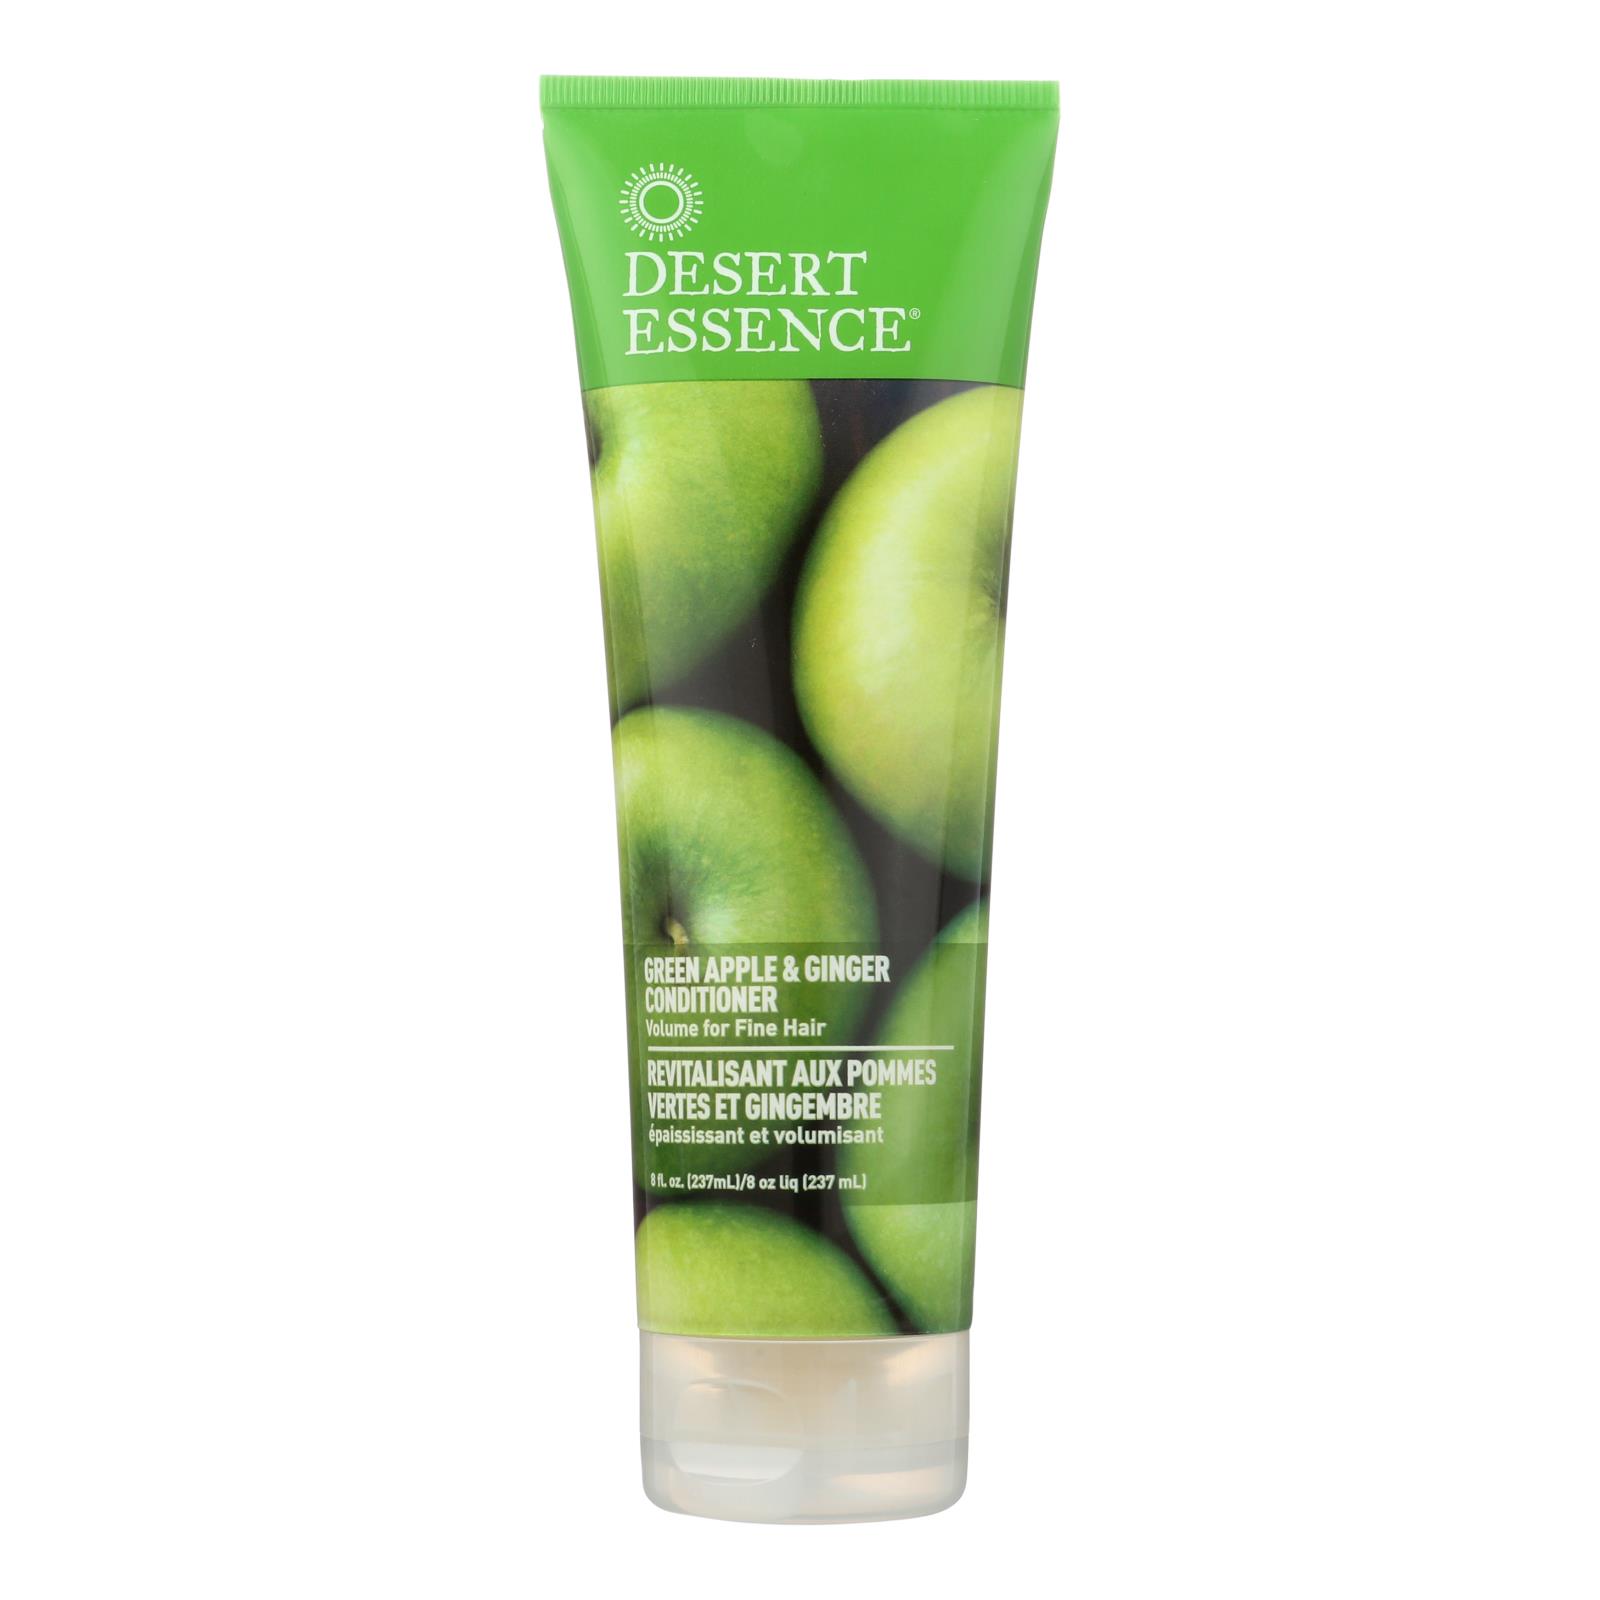 DESERT
ESSENCE®
GREEN APPLE & GINGER
CONDITIONER
Volume for Fine Hair
REVITALISANT AUX POMMES
VERTES ET GINGEMBRE
épaississant et volumisant
8 fl. oz. (237mL)/8 oz liq (237 mL)